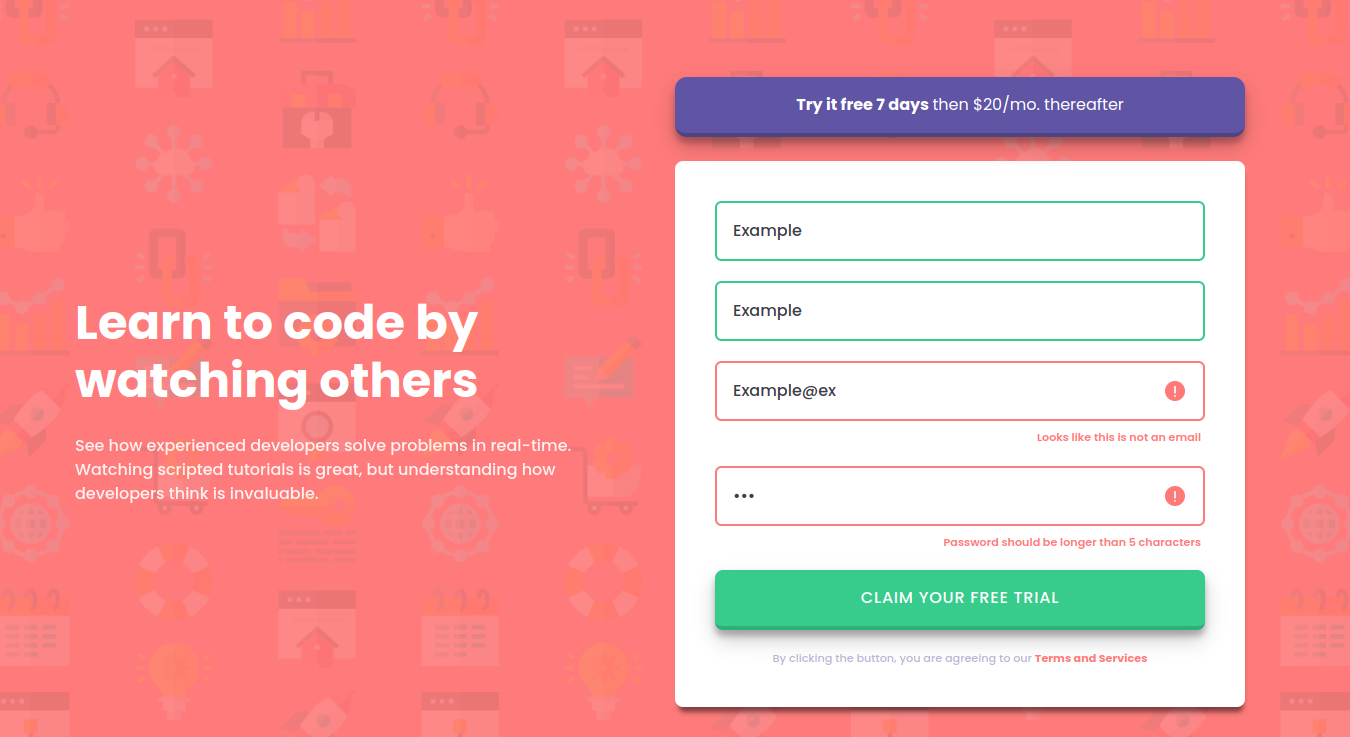 Learn to code by
watching others
See how experienced developers solve problems in real-time.
Watching scripted tutorials is great, but understanding how
developers think is invaluable.
Try it free 7 days then $20/mo. thereafter
Example
Example
Example@ex
Looks like this is not an email
•••
Password should be longer than 5 characters
CLAIM YOUR FREE TRIAL
By clicking the button, you are agreeing to our Terms and Services